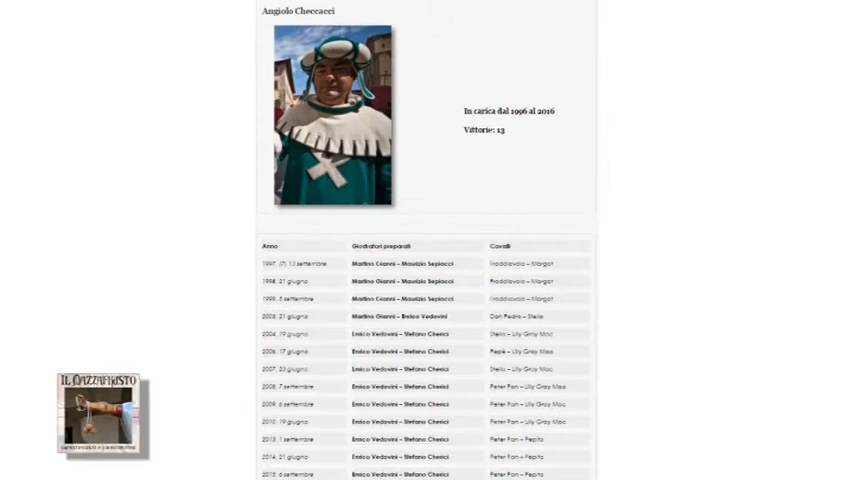 Angiolo Checcacci
In carica dal 1996 al 2016
Vittorie: 13
Anno Giostratori preparati Cavalli
1997, (7) 13 settembre Martino Gianni – Maurizio Sepiacci Fraddiavolo – Margot
1998, 21 giugno Martino Gianni – Maurizio Sepiacci Fraddiavolo – Margot
1999, 5 settembre Martino Gianni – Maurizio Sepiacci Fraddiavolo – Margot
2003, 21 giugno Martino Gianni – Enrico Vedovini Don Pedro – Stella
2004, 19 giugno Enrico Vedovini – Stefano Cherici Stella – Lily Gray Mac
2006, 17 giugno Enrico Vedovini – Stefano Cherici Pepé – Lily Gray Mac
2007, 23 giugno Enrico Vedovini – Stefano Cherici Stella – Lily Gray Mac
2008, 7 settembre Enrico Vedovini – Stefano Cherici Peter Pan – Lily Gray Mac
2009, 6 settembre Enrico Vedovini – Stefano Cherici Peter Pan – Lily Gray Mac
2010, 19 giugno Enrico Vedovini – Stefano Cherici Peter Pan – Lily Gray Mac
2013, 1 settembre Enrico Vedovini – Stefano Cherici Peter Pan – Pepito
2014, 21 giugno Enrico Vedovini – Stefano Cherici Peter Pan – Pepito
2015, 6 settembre Enrico Vedovini – Stefano Cherici Peter Pan – Pepito
IL MAZZAFRUSTO